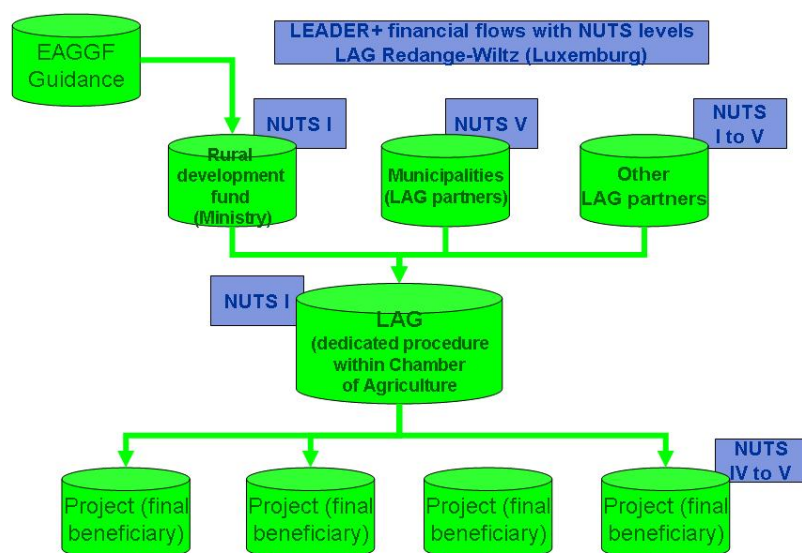 LEADER+ financial flows with NUTS levels
LAG Redange-Wiltz (Luxemburg)
EAGGF
Guidance
NUTS I
NUTS V
NUTS
I to V
Rural
development
fund
(Ministry)
Municipalities
(LAG partners)
Other
LAG partners
NUTS I
LAG
(dedicated procedure
within Chamber
of Agriculture
NUTS
IV to V
Project (final
beneficiary)
Project (final
beneficiary)
Project (final
beneficiary)
Project (final
beneficiary)